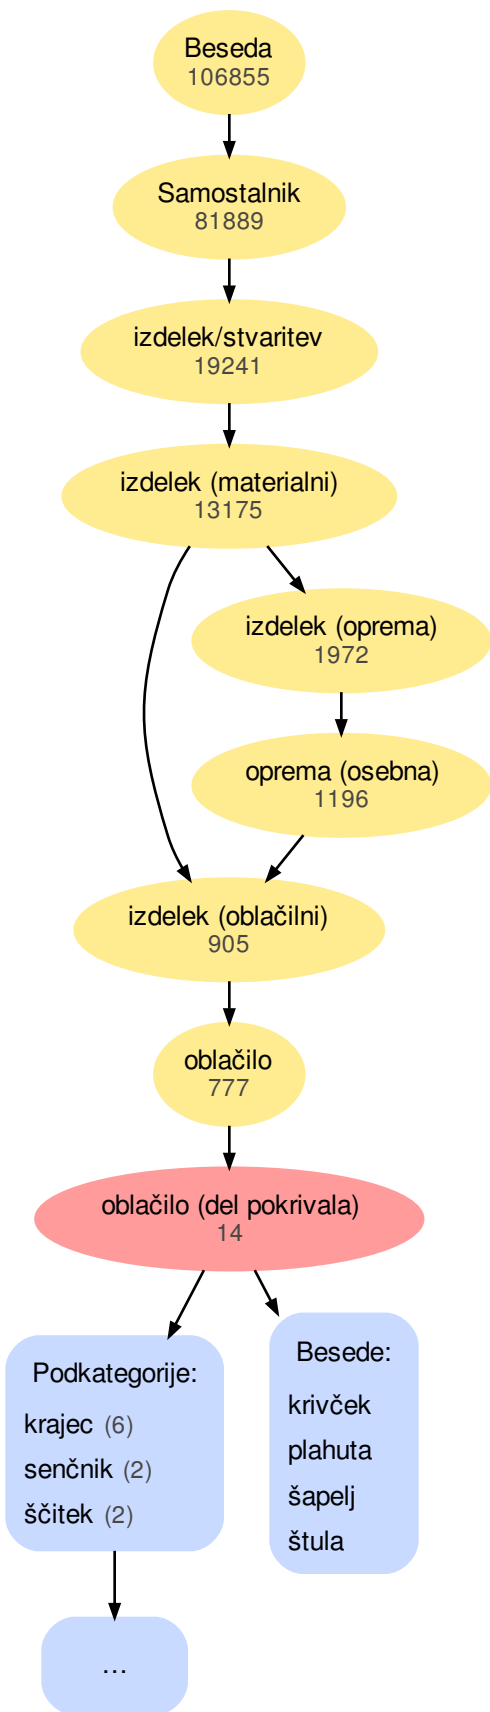 Beseda
106855
Samostalnik
81889
izdelek/stvaritev
19241
izdelek (materialni)
13175
izdelek (oprema)
1972
oprema (osebna)
1196
izdelek (oblačilni)
905
oblačilo
777
oblačilo (del pokrivala)
14
Podkategorije:
krajec (6)
senčnik (2)
ščitek (2)
Besede:
krivček
plahuta
šapelj
štula
...